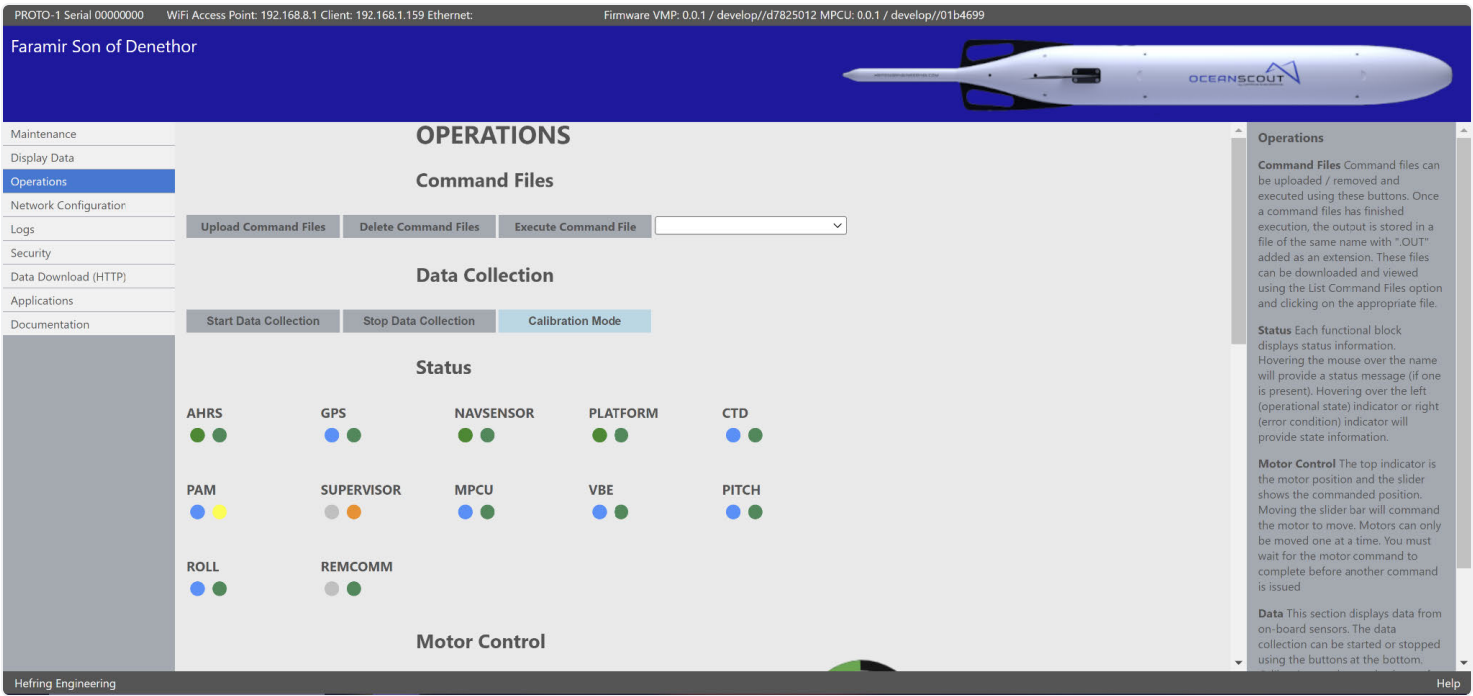 PROTO-1 Serial 00000000 WiFi Access Point: 192.168.8.1 Client: 192.168.1.159 Ethernet: Firmware VMP: 0.0.1 / develop//d7825012 MPCU: 0.0.1 / develop//01b4699
Faramir Son of Denethor
OCEANSCOUT
Maintenance
Display Data
Operations
Network Configuration
Logs
Security
Data Download (HTTP)
Applications
Documentation
OPERATIONS
Command Files
Upload Command Files Delete Command Files Execute Command File
Data Collection
Start Data Collection Stop Data Collection Calibration Mode
Status
AHRS GPS NAVSENSOR PLATFORM CTD
PAM SUPERVISOR MPCU VBE PITCH
ROLL REMCOMM
Motor Control
Operations
Command Files Command files can
be uploaded / removed and
executed using these buttons. Once
a command files has finished
execution, the output is stored in a
file of the same name with ".OUT"
added as an extension. These files
can be downloaded and viewed
using the List Command Files option
and clicking on the appropriate file.
Status Each functional block
displays status information.
Hovering the mouse over the name
will provide a status message (if one
is present). Hovering over the left
(operational state) indicator or right
(error condition) indicator will
provide state information.
Motor Control The top indicator is
the motor position and the slider
shows the commanded position.
Moving the slider bar will command
the motor to move. Motors can only
be moved one at a time. You must
wait for the motor command to
complete before another command
is issued
Data This section displays data from
on-board sensors. The data
collection can be started or stopped
using the buttons at the bottom.
Hefring Engineering Help